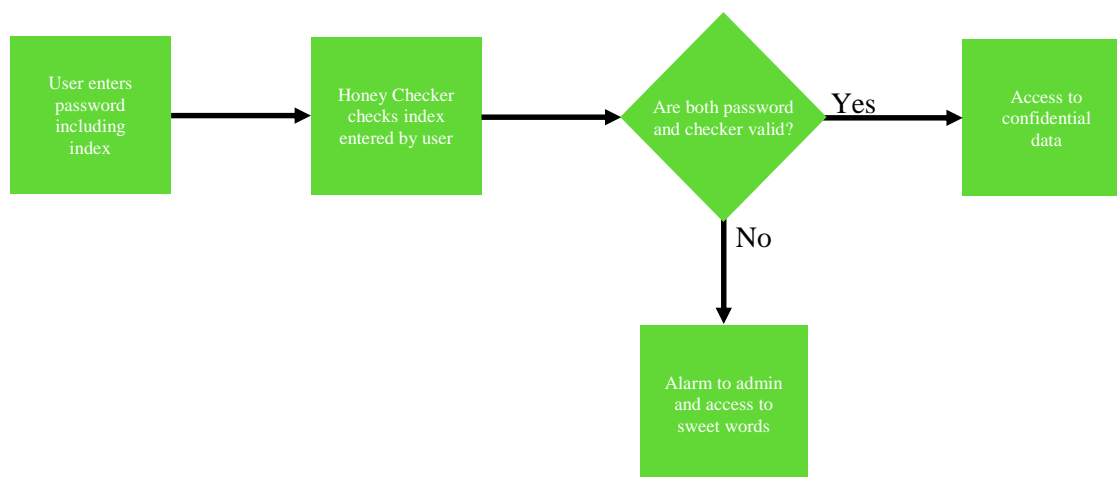 User enters
password
including
index
Honey Checker
checks index
entered by user
Are both password
and checker valid?
Yes
Access to
confidential
data
No
Alarm to admin
and access to
sweet words